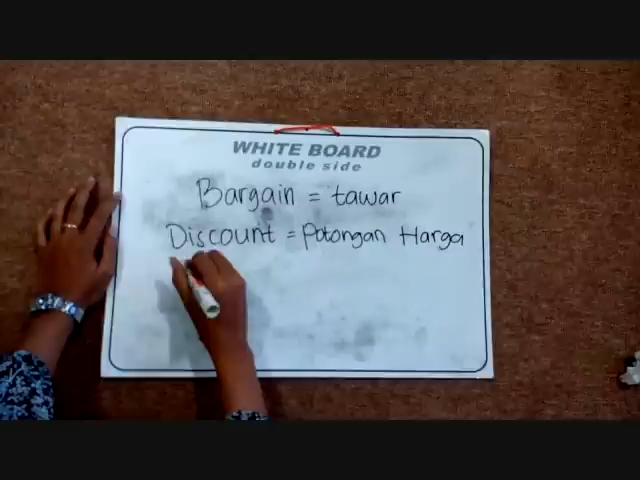 WHITE BOARD
double side
Bargain = tawar
Discount = Potongan Harga